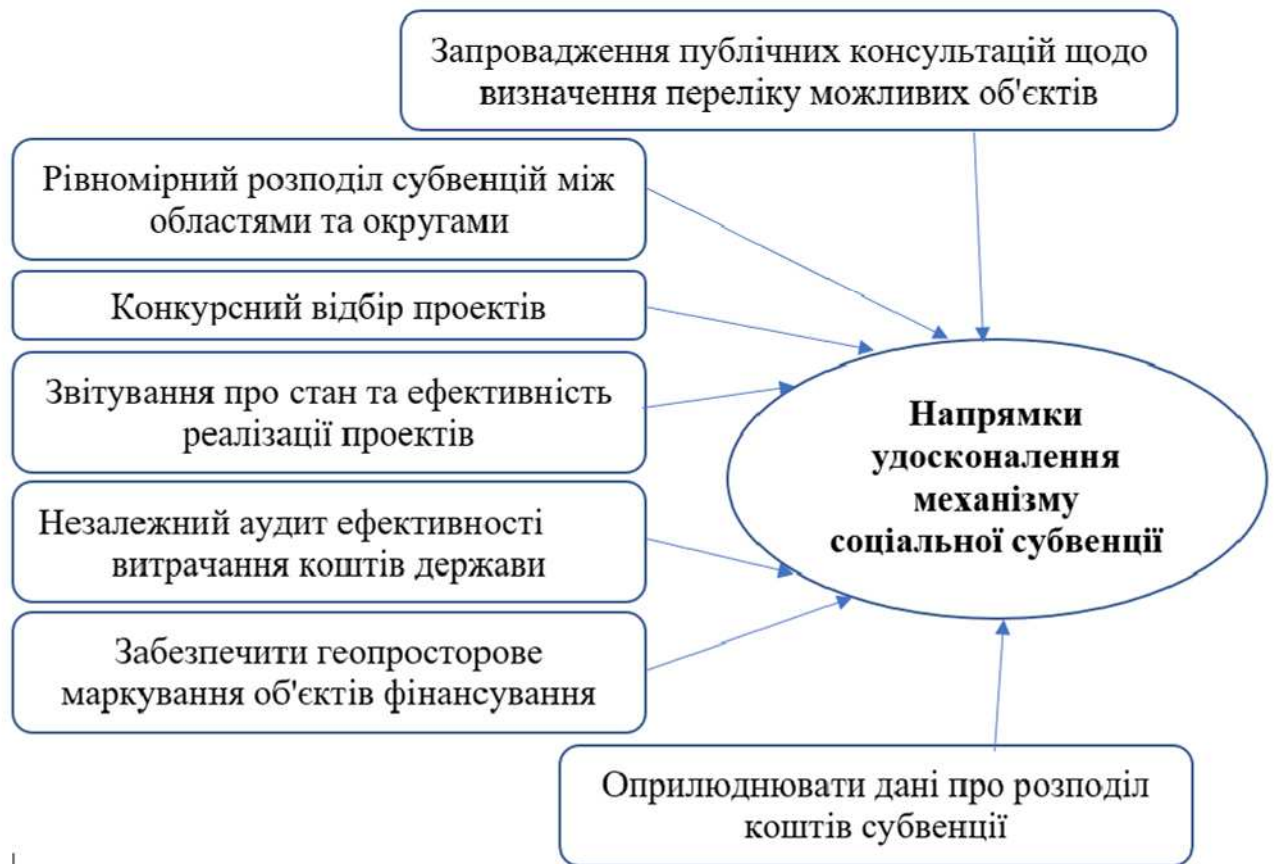 Запровадження публічних консультацій щодо
визначення переліку можливих об'єктів
Рівномірний розподіл субвенцій між
областями та округами
Конкурсний відбір проектів
Звітування про стан та ефективність
реалізації проектів
Незалежний аудит ефективності
витрачання коштів держави
Забезпечити геопросторове
маркування об'єктів фінансування
Напрямки
удосконалення
механізму
соціальної субвенції
Оприлюднювати дані про розподіл
коштів субвенції